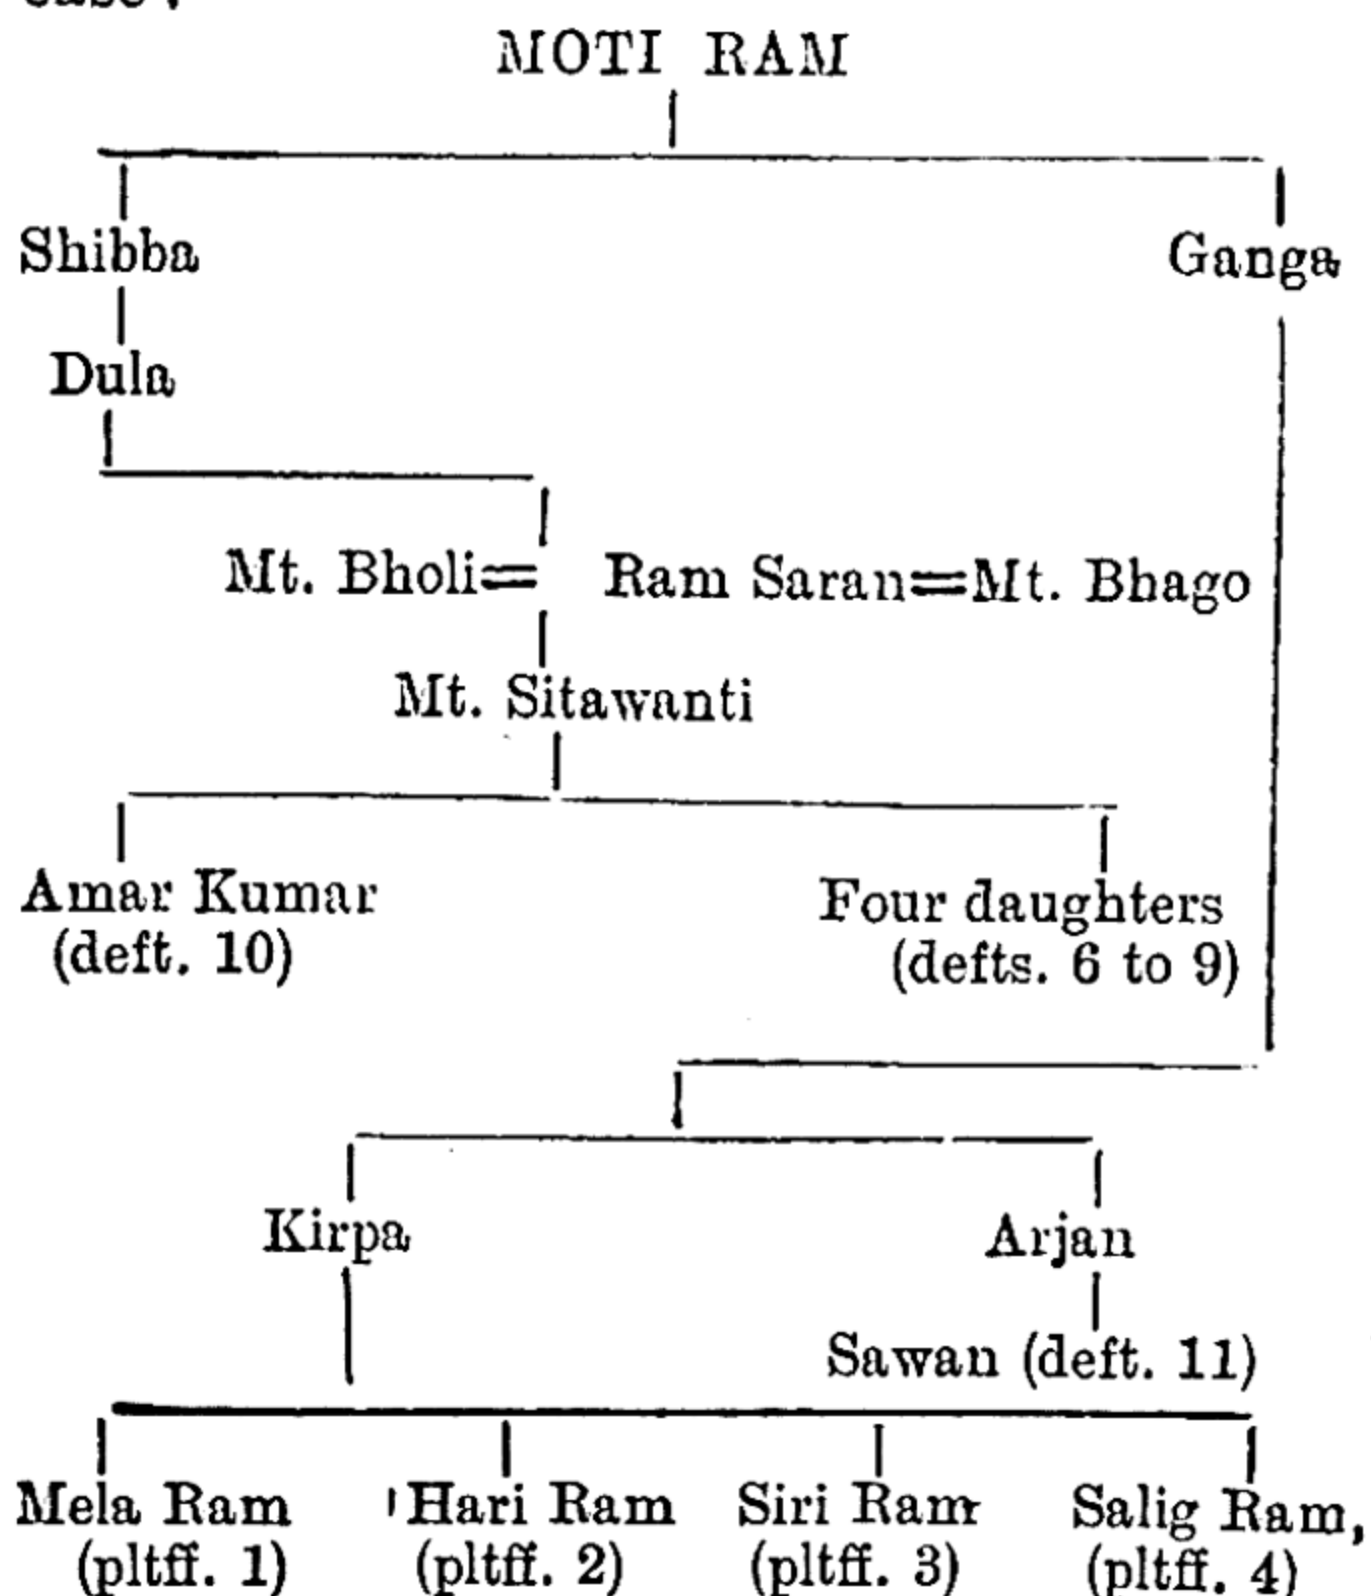 case :
MOTI RAM
Shibba Ganga
Dula
Mt. Bholi= Ram Saran=Mt. Bhago
Mt. Sitawanti
Amar Kumar Four daughters
(deft. 10) (defts. 6 to 9)
Kirpa Arjan
Sawan (deft. 11)
Mela Ram Hari Ram Siri Ram Salig Ram,
(pltff. 1) (pltff. 2) (pltff. 3) (pltff. 4)